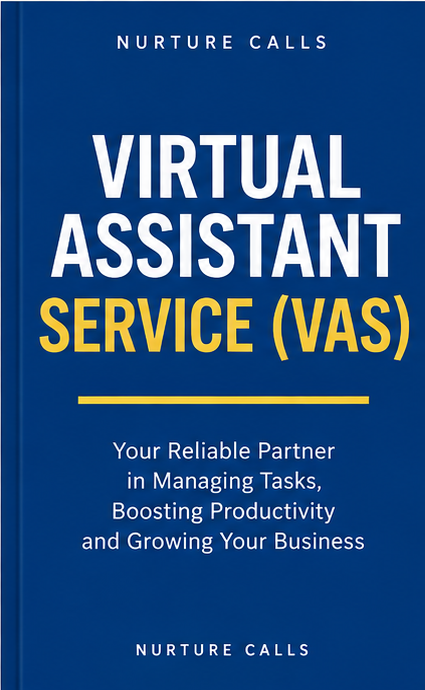 NURTURE CALLS
VIRTUAL
ASSISTANT
SERVICE (VAS)
Your Reliable Partner
in Managing Tasks,
Boosting Productivity
and Growing Your Business
NURTURE CALLS